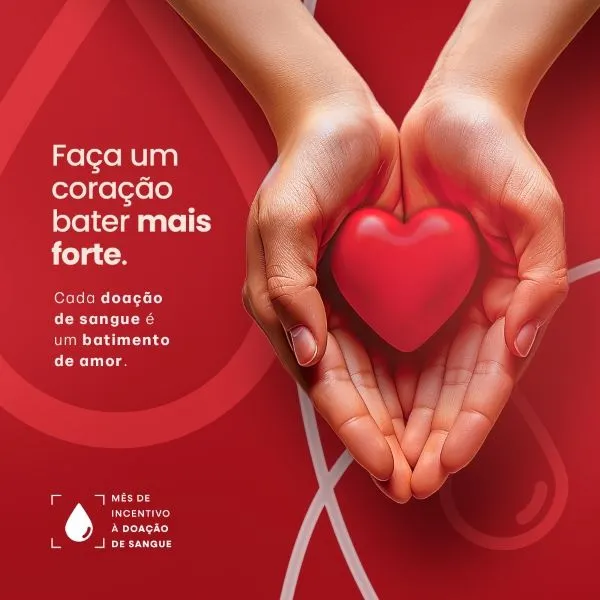 Faça um
coração
bater mais
forte.
Cada doação
de sangue é
um batimento
de amor.
MÊS DE
INCENTIVO
À DOAÇÃO
DE SANGUE